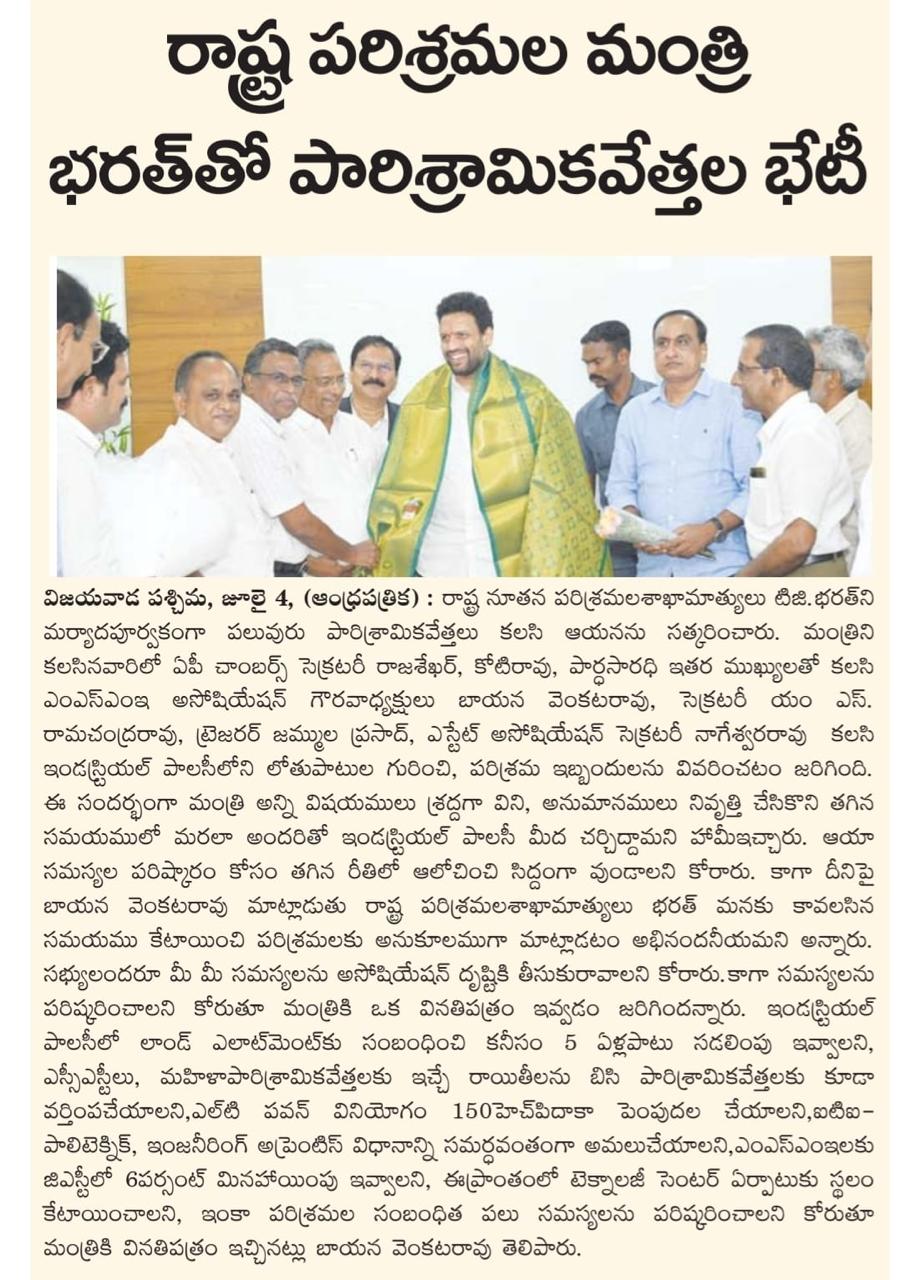 రాష్ట్ర పరిశ్రమల మంత్రి
భరత్‌తో పారిశ్రామికవేత్తల భేటీ
విజయవాడ పశ్చిమ, జూలై 4, (ఆంధ్రపత్రిక) : రాష్ట్ర నూతన పరిశ్రమలశాఖామాత్యులు టిజి.భరత్‌ని
మర్యాదపూర్వకంగా పలువురు పారిశ్రామికవేత్తలు కలసి ఆయనను సత్కరించారు. మంత్రిని
కలసినవారిలో ఏపీ చాంబర్స్ సెక్రటరీ రాజశేఖర్, కోటిరావు, పార్ధసారధి ఇతర ముఖ్యులతో కలసి
ఎంఎస్ఎంఇ అసోషియేషన్ గౌరవాధ్యక్షులు బాయన వెంకటరావు, సెక్రటరీ యం ఎస్.
రామచంద్రరావు, ట్రెజరర్ జమ్ముల ప్రసాద్, ఎస్టేట్ అసోషియేషన్ సెక్రటరీ నాగేశ్వరరావు కలసి
ఇండస్ట్రియల్ పాలసీలోని లోతుపాటుల గురించి, పరిశ్రమ ఇబ్బందులను వివరించటం జరిగింది.
ఈ సందర్భంగా మంత్రి అన్ని విషయములు శ్రద్దగా విని, అనుమానములు నివృత్తి చేసికొని తగిన
సమయములో మరలా అందరితో ఇండస్ట్రియల్ పాలసీ మీద చర్చిద్దామని హామీఇచ్చారు. ఆయా
సమస్యల పరిష్కారం కోసం తగిన రీతిలో ఆలోచించి సిద్దంగా వుండాలని కోరారు. కాగా దీనిపై
బాయన వెంకటరావు మాట్లాడుతు రాష్ట్ర పరిశ్రమలశాఖామాత్యులు భరత్ మనకు కావలసిన
సమయము కేటాయించి పరిశ్రమలకు అనుకూలముగా మాట్లాడటం అభినందనీయమని అన్నారు.
సభ్యులందరూ మీ మీ సమస్యలను అసోషియేషన్ దృష్టికి తీసుకురావాలని కోరారు.కాగా సమస్యలను
పరిష్కరించాలని కోరుతూ మంత్రికి ఒక వినతిపత్రం ఇవ్వడం జరిగిందన్నారు. ఇండస్ట్రియల్
పాలసీలో లాండ్ ఎలాట్‌మెంట్‌కు సంబంధించి కనీసం 5 ఏళ్లపాటు సడలింపు ఇవ్వాలని,
ఎస్సీఎస్టీలు, మహిళాపారిశ్రామికవేత్తలకు ఇచ్చే రాయితీలను బిసి పారిశ్రామికవేత్తలకు కూడా
వర్తింపచేయాలని,ఎల్‌టి పవన్ వినియోగం 150హెచ్‌పిదాకా పెంపుదల చేయాలని,ఐటిఐ-
పాలిటెక్నిక్, ఇంజనీరింగ్ అప్రెంటిస్ విధానాన్ని సమర్ధవంతంగా అమలుచేయాలని,ఎంఎస్ఎంఇలకు
జిఎస్టీలో 6పర్సంట్ మినహాయింపు ఇవ్వాలని, ఈప్రాంతంలో టెక్నాలజీ సెంటర్ ఏర్పాటుకు స్థలం
కేటాయించాలని, ఇంకా పరిశ్రమల సంబంధిత పలు సమస్యలను పరిష్కరించాలని కోరుతూ
మంత్రికి వినతిపత్రం ఇచ్చినట్లు బాయన వెంకటరావు తెలిపారు.